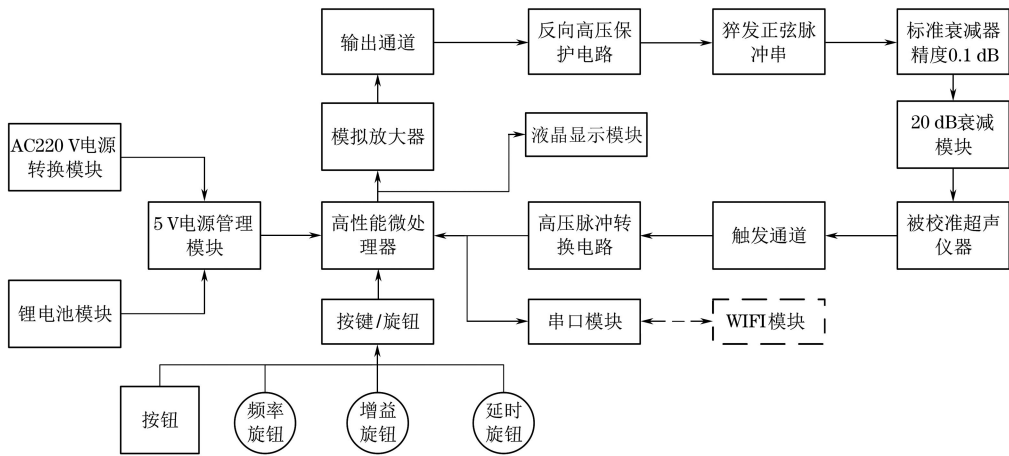 输出通道
反向高压保
护电路
猝发正弦脉
冲串
标准衰减器
精度0.1 dB
模拟放大器
液晶显示模块
20 dB衰减
模块
AC220 V电源
转换模块
5 V电源管理
模块
高性能微处
理器
高压脉冲转
换电路
触发通道
被校准超声
仪器
锂电池模块
按键/旋钮
串口模块
WIFI模块
按钮
频率
旋钮
增益
旋钮
延时
旋钮